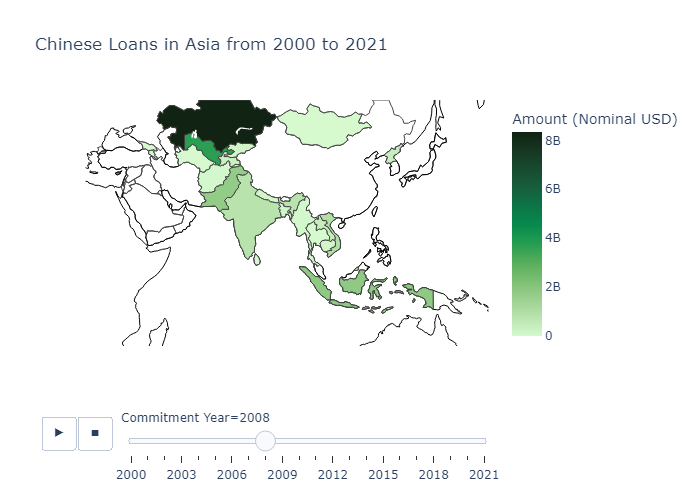 Chinese Loans in Asia from 2000 to 2021
Amount (Nominal USD)
8B
6B
4B
2B
0
Commitment Year=2008
2000 2003 2006 2009 2012 2015 2018 2021